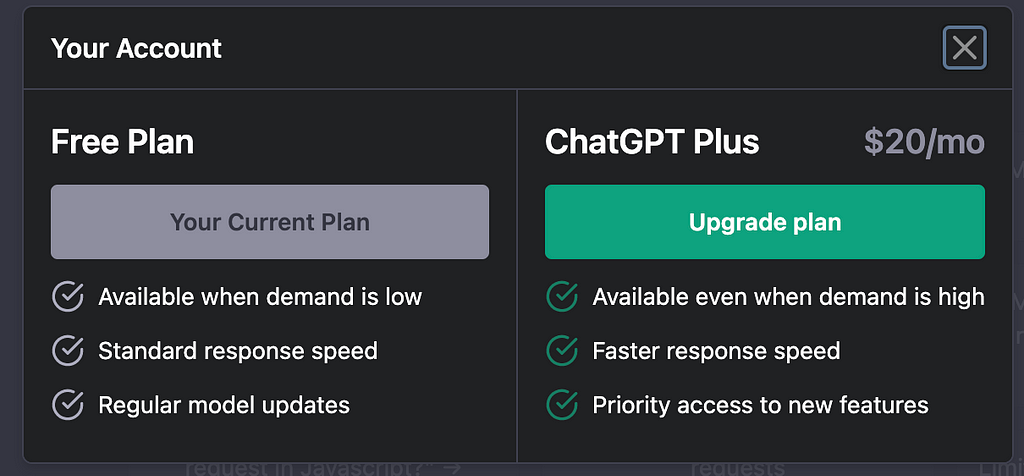 Your Account
Free Plan
Your Current Plan
Available when demand is low
Standard response speed
Regular model updates
ChatGPT Plus $20/mo
Upgrade plan
Available even when demand is high
Faster response speed
Priority access to new features
request in Javascript?" →
requests
Limi